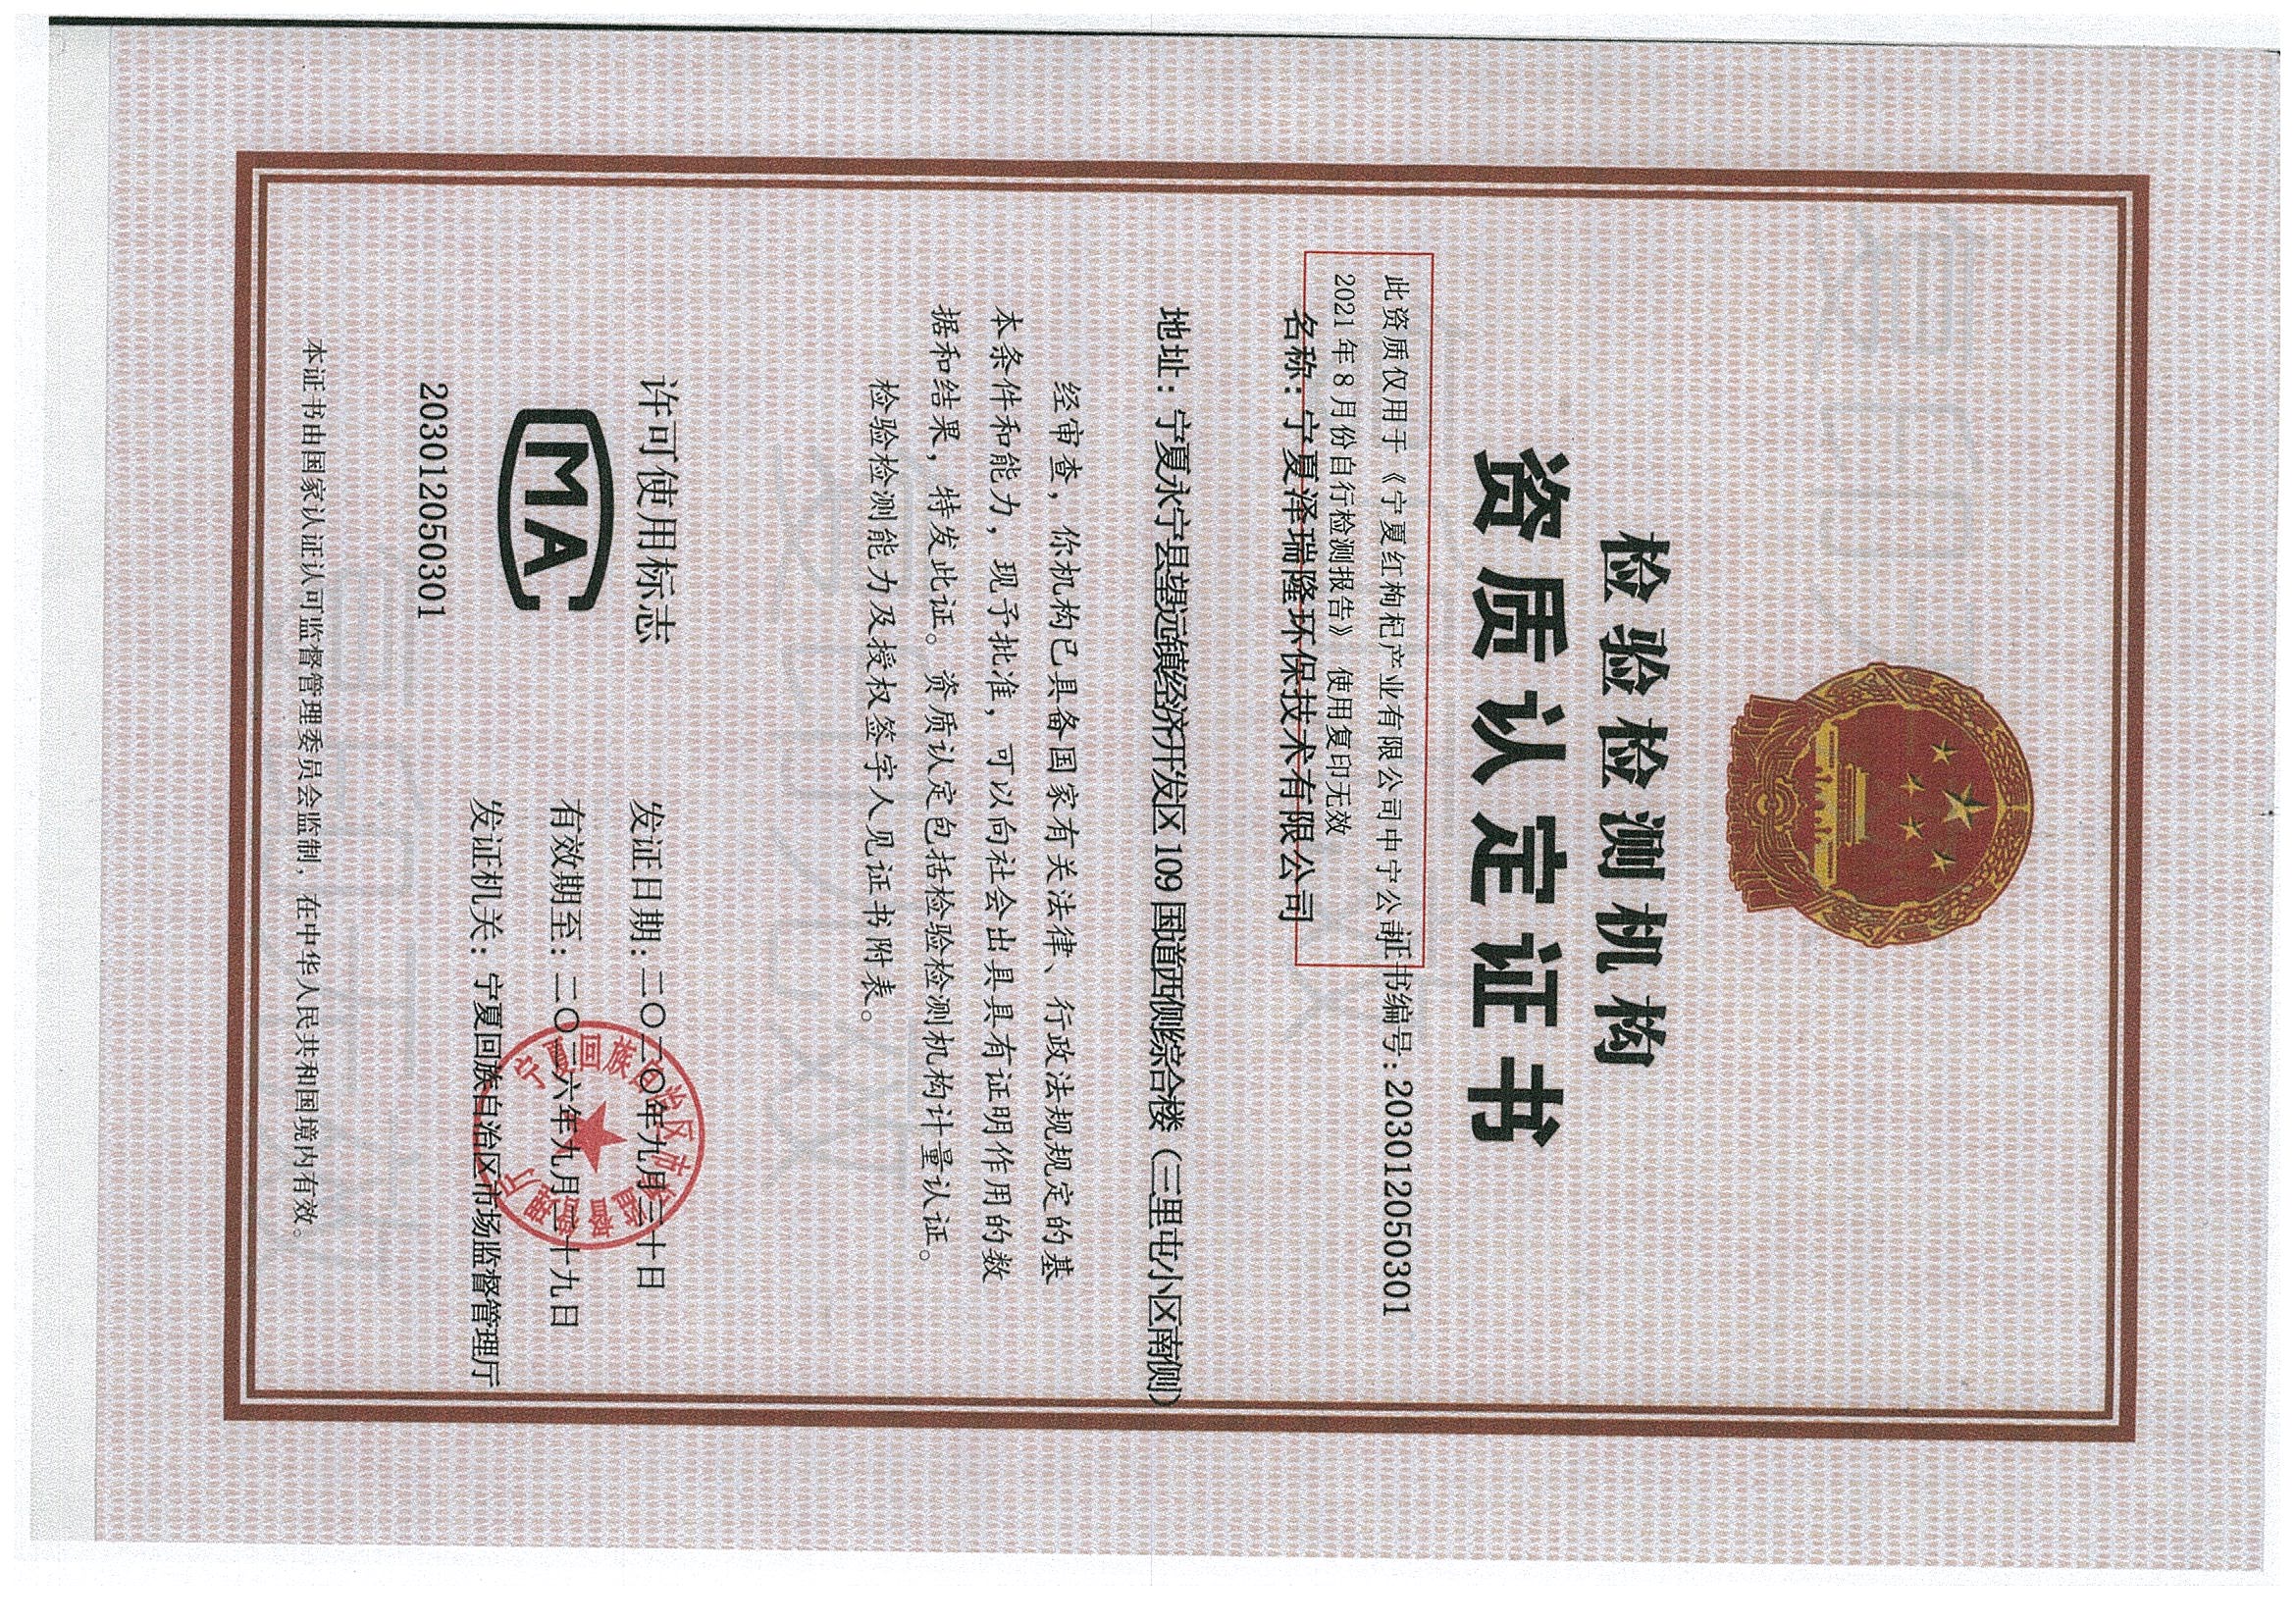 检验检测机构
资质认定证书
证书编号：203012050301
此资质仅用于《宁夏红枸杞产业有限公司中宁公司
2021年8月份自行检测报告》使用复印无效
名称：宁夏泽瑞隆环保技术有限公司
地址：宁夏永宁县望远镇经济开发区109国道西侧综合楼（三里屯小区南侧）
经审查，你机构已具备国家有关法律、行政法规规定的基
本条件和能力，现予批准，可以向社会出具具有证明作用的数
据和结果，特发此证。资质认定包括检验检测机构计量认证。
检验检测能力及授权签字人见证书附表。
许可使用标志
MA
203012050301
发证日期：二〇二〇年九月三十日
有效期至：二〇二六年九月二十九日
发证机关：宁夏回族自治区市场监督管理厅
宁夏回族自治区市场监督管理厅
本证书由国家认证认可监督管理委员会监制，在中华人民共和国境内有效。